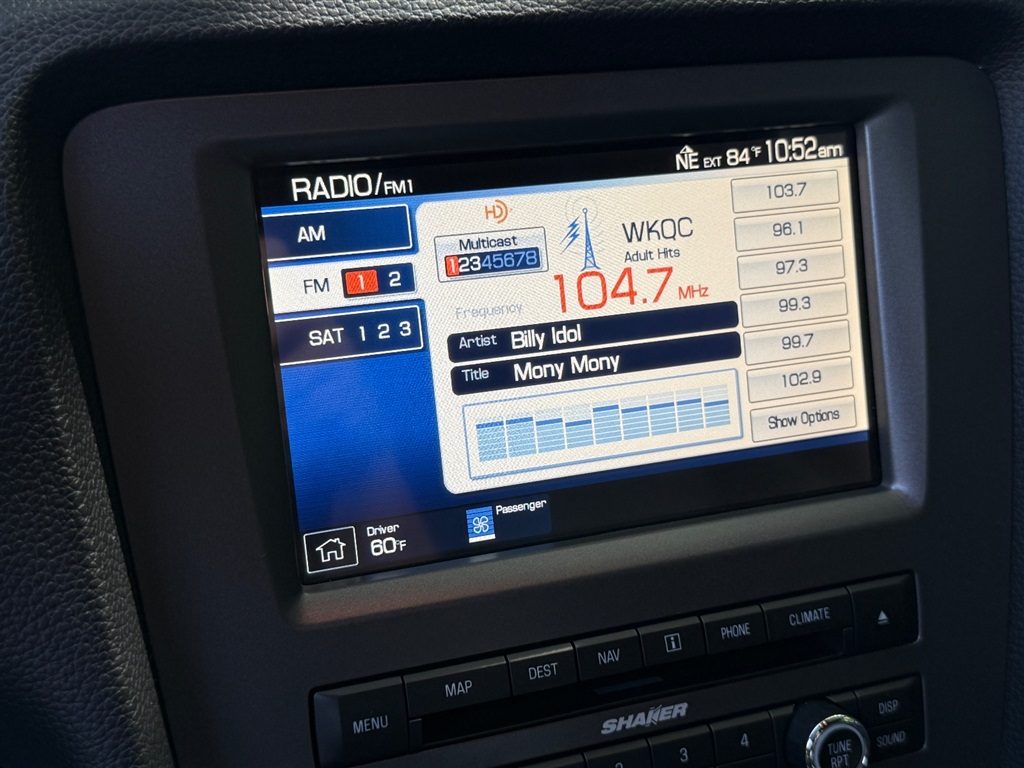 RADIO/FM1
NE EXT 84°F 10:52am
AM
FM 1 2
SAT 1 2 3
HD
Multicast
12345678
WKQC
Adult Hits
104.7 MHz
Frequency
Artist Billy Idol
Title Mony Mony
103.7
96.1
97.3
99.3
99.7
102.9
Show Options
Driver
60°F
Passenger
MENU
MAP
DEST
NAV
i
PHONE
CLIMATE
SHAKER
2
3
4
TUNE
RPT
DISP
SOUND